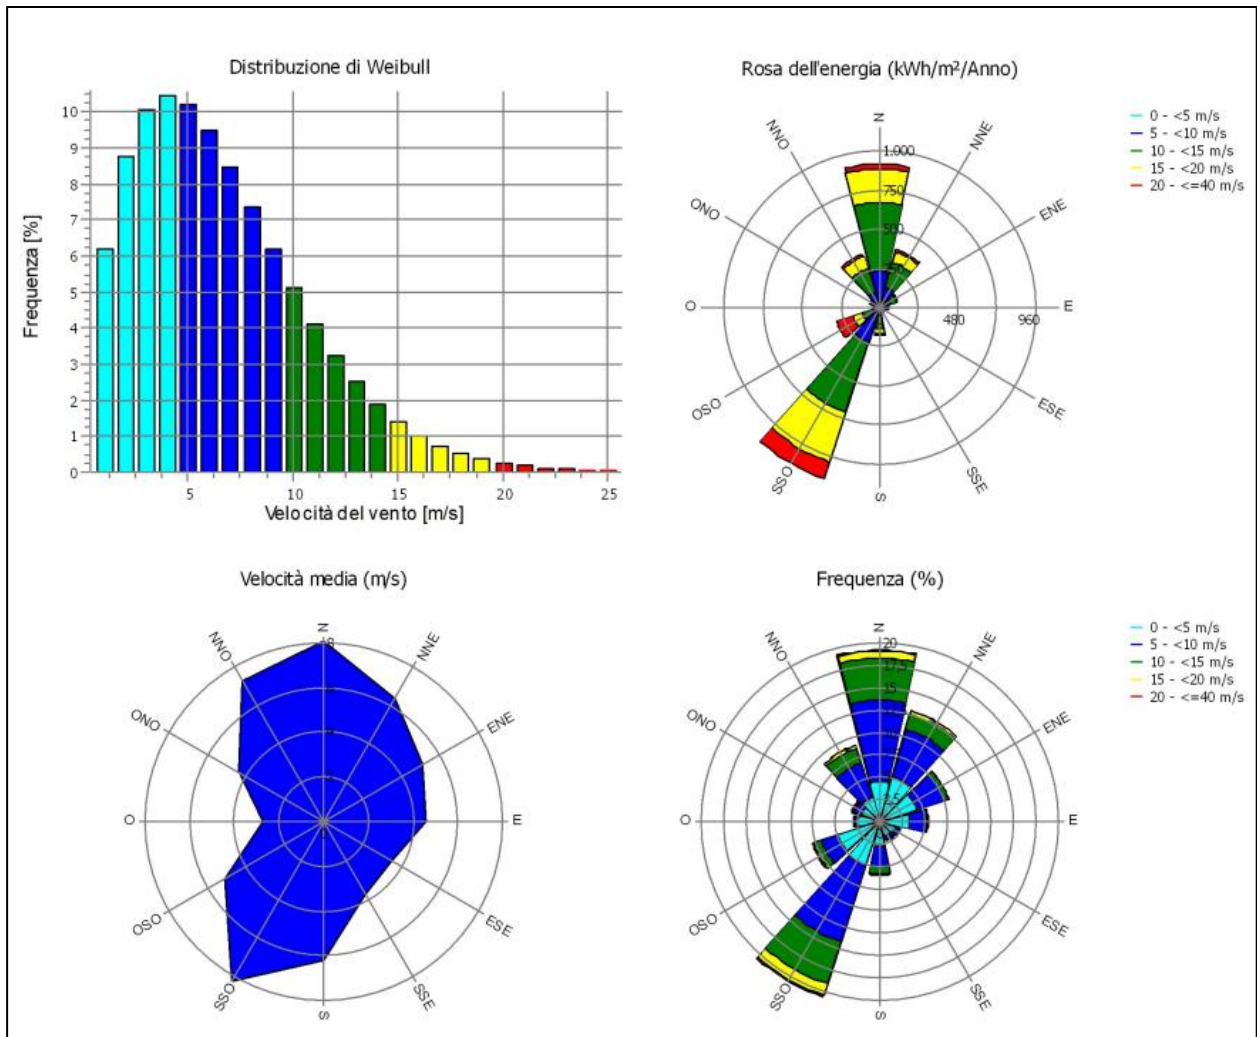 Distribuzione di Weibull
Frequenza [%]
10
9
8
7
6
5
4
3
2
1
0
5
10
15
20
25
Velocità del vento [m/s]
Rosa dell'energia (kWh/m²/Anno)
N
NNE
ENE
E
ESE
SSE
S
SSO
OSO
O
ONO
NNO
1.000
750
500
480
960
0 - <5 m/s
5 - <10 m/s
10 - <15 m/s
15 - <20 m/s
20 - <=40 m/s
Velocità media (m/s)
N
NNE
ENE
E
ESE
SSE
S
SSO
OSO
O
ONO
NNO
8
Frequenza (%)
N
NNE
ENE
E
ESE
SSE
S
SSO
OSO
O
ONO
NNO
20
17,5
15
2,5
0 - <5 m/s
5 - <10 m/s
10 - <15 m/s
15 - <20 m/s
20 - <=40 m/s